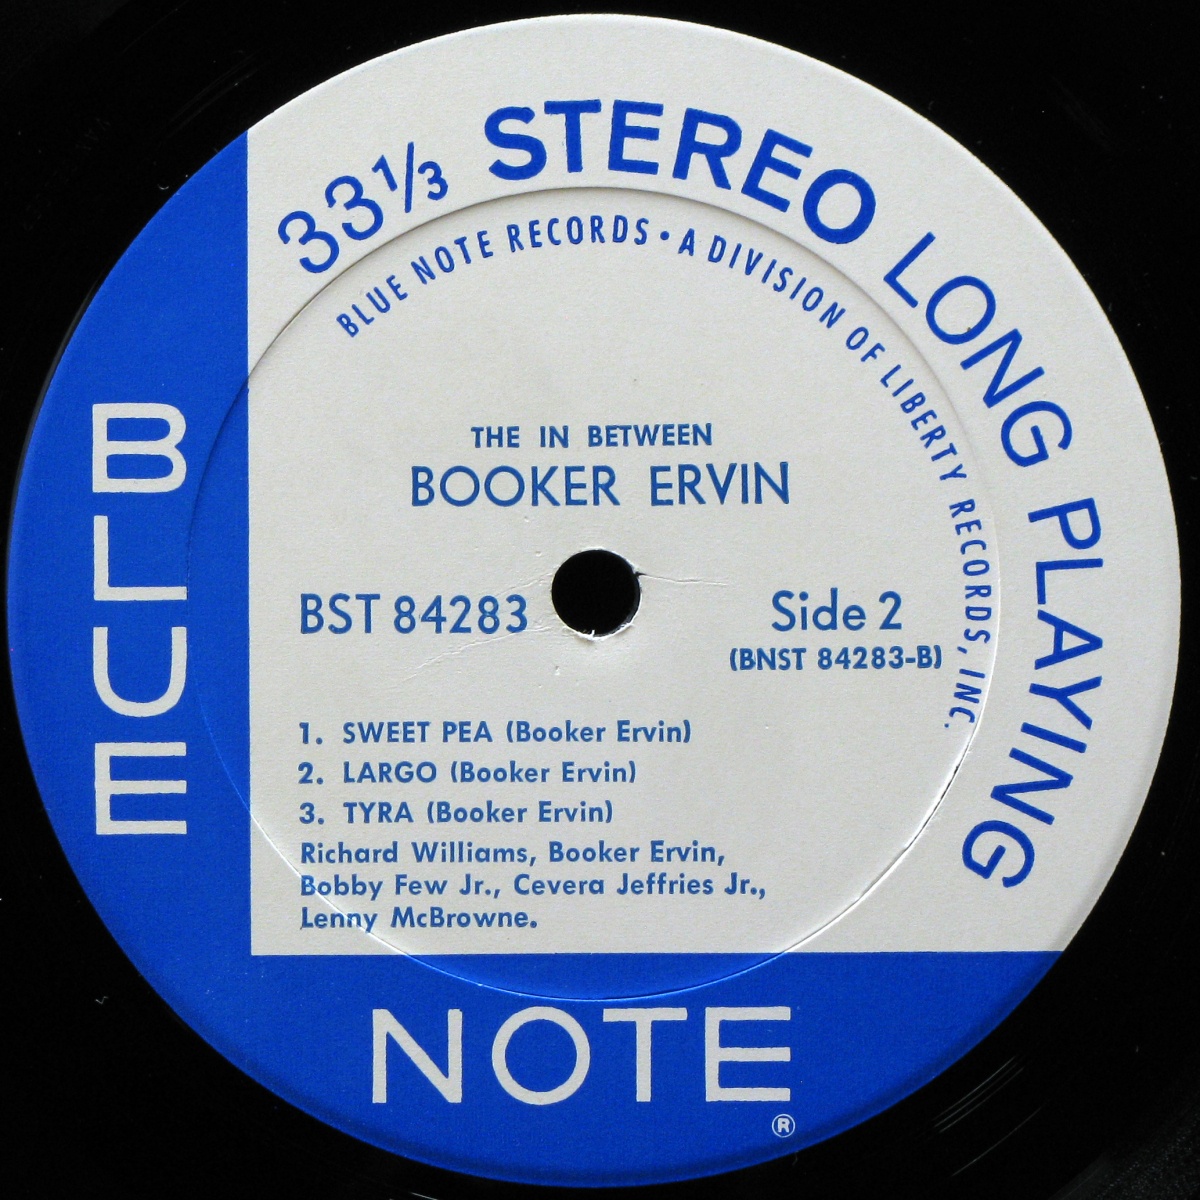 33⅓ STEREO LONG PLAYING
BLUE NOTE RECORDS • A DIVISION OF LIBERTY RECORDS, INC.
THE IN BETWEEN
BOOKER ERVIN
BST 84283
Side 2
(BNST 84283-B)
1. SWEET PEA (Booker Ervin)
2. LARGO (Booker Ervin)
3. TYRA (Booker Ervin)
Richard Williams, Booker Ervin,
Bobby Few Jr., Cevera Jeffries Jr.,
Lenny McBrowne.
BLUE
NOTE
®